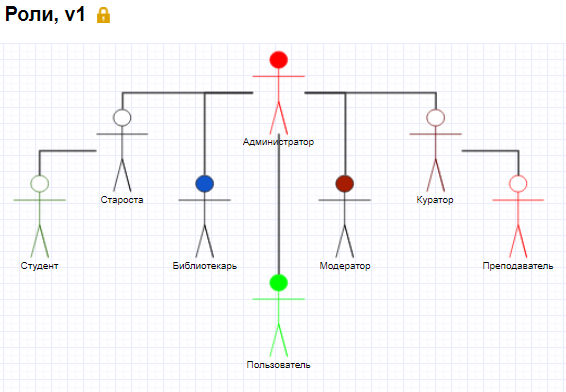 Роли, v1
Администратор
Староста
Куратор
Студент
Библиотекарь
Модератор
Преподаватель
Пользователь